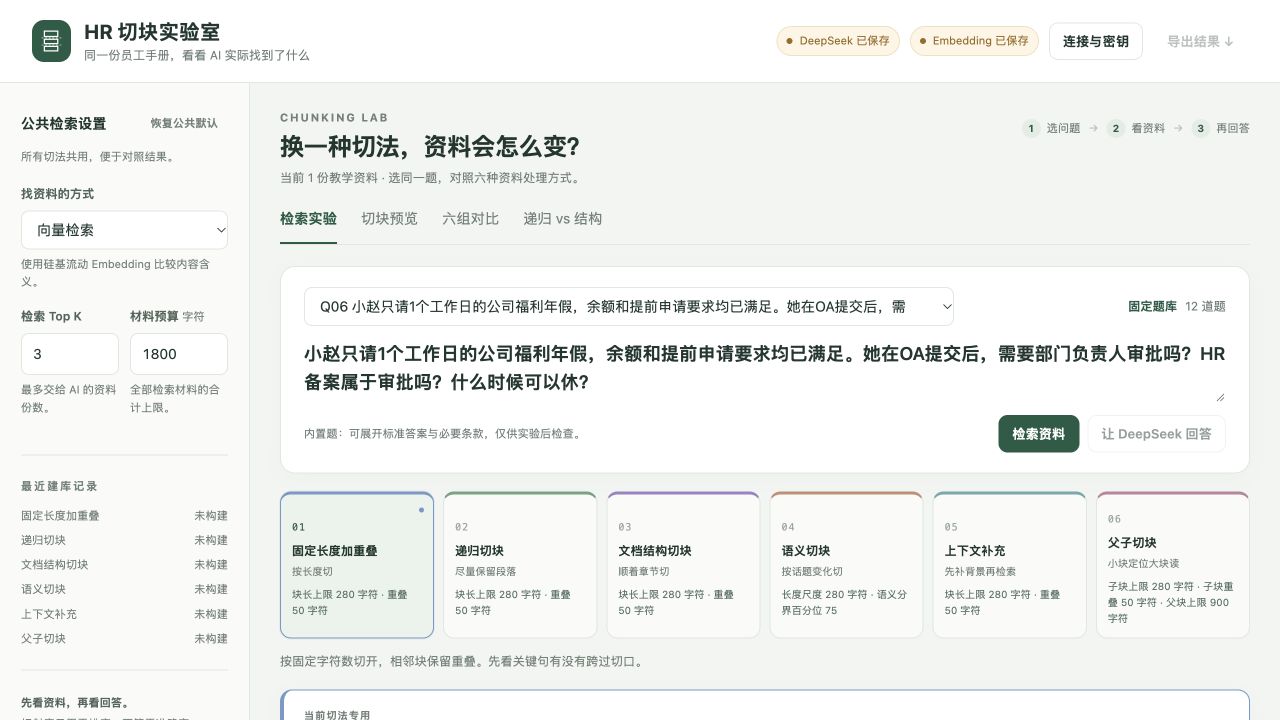 HR 切块实验室
同一份员工手册，看看 AI 实际找到了什么
DeepSeek 已保存
Embedding 已保存
连接与密钥
导出结果 ↓
公共检索设置
恢复公共默认
所有切法共用，便于对照结果。
找资料的方式
向量检索
使用硅基流动 Embedding 比较内容含
义。
检索 Top K
材料预算 字符
3
1800
最多交给 AI 的资料
份数。
全部检索材料的合
计上限。
最近建库记录
固定长度加重叠 未构建
递归切块 未构建
文档结构切块 未构建
语义切块 未构建
上下文补充 未构建
父子切块 未构建
先看资料，再看回答。
CHUNKING LAB
换一种切法，资料会怎么变？
当前 1 份教学资料 · 选同一题，对照六种资料处理方式。
1 选问题 → 2 看资料 → 3 再回答
检索实验 切块预览 六组对比 递归 vs 结构
Q06 小赵只请1个工作日的公司福利年假，余额和提前申请要求均已满足。她在OA提交后，需
固定题库 12 道题
小赵只请1个工作日的公司福利年假，余额和提前申请要求均已满足。她在OA提交后，需要部门负责人审批吗？HR
备案属于审批吗？什么时候可以休？
内置题：可展开标准答案与必要条款，仅供实验后检查。
检索资料
让 DeepSeek 回答
01
固定长度加重叠
按长度切
块长上限 280 字符 · 重叠
50 字符
02
递归切块
尽量保留段落
块长上限 280 字符 · 重叠
50 字符
03
文档结构切块
顺着章节切
块长上限 280 字符 · 重叠
50 字符
04
语义切块
按话题变化切
长度尺度 280 字符 · 语义分
界百分位 75
05
上下文补充
先补背景再检索
块长上限 280 字符 · 重叠
50 字符
06
父子切块
小块定位大块读
子块上限 280 字符 · 子块重
叠 50 字符 · 父块上限 900
字符
按固定字符数切开，相邻块保留重叠。先看关键句有没有跨过切口。
当前切法专用